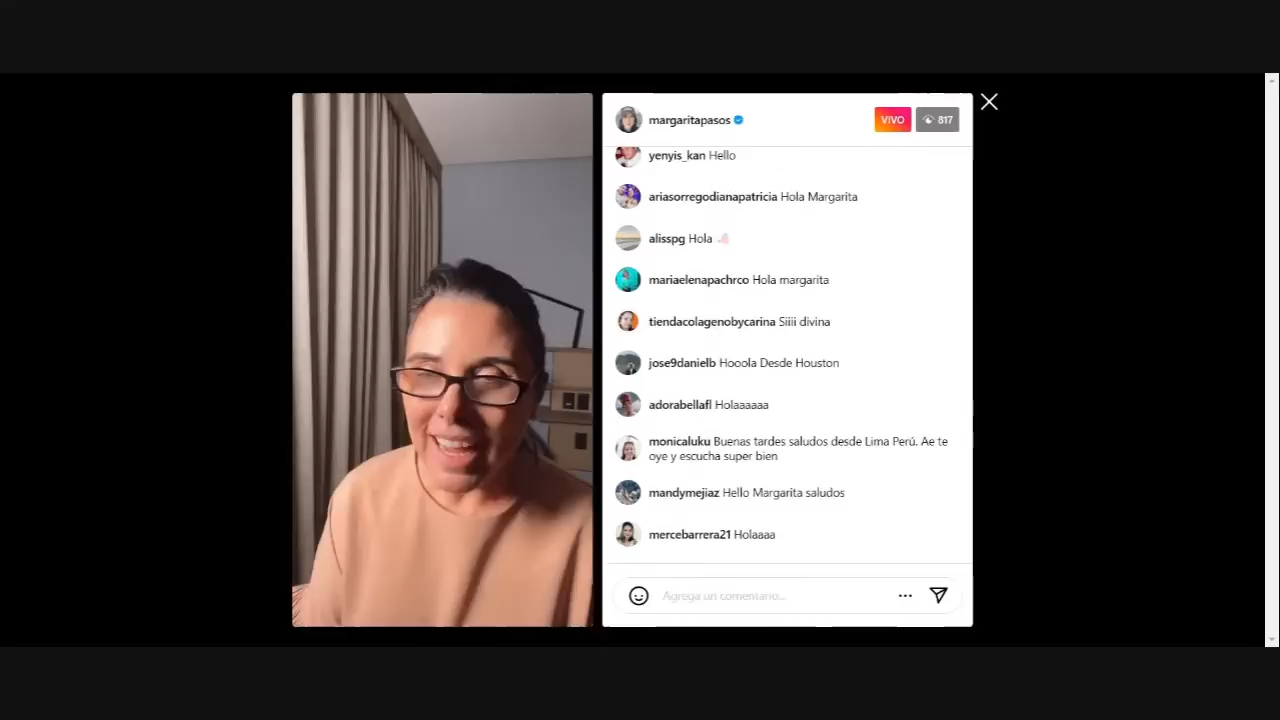 margaritapasos
VIVO
817
yenyis_kan Hello
ariasorregodianapatricia Hola Margarita
alisspg Hola
mariaelenapachrco Hola margarita
tiendacolagenobycarina Siiii divina
jose9danielb Hooola Desde Houston
adorabellafl Holaaaaaa
monicaluku Buenas tardes saludos desde Lima Perú. Ae te
oye y escucha super bien
mandymejiaz Hello Margarita saludos
mercebarrera21 Holaaaa
Agrega un comentario...